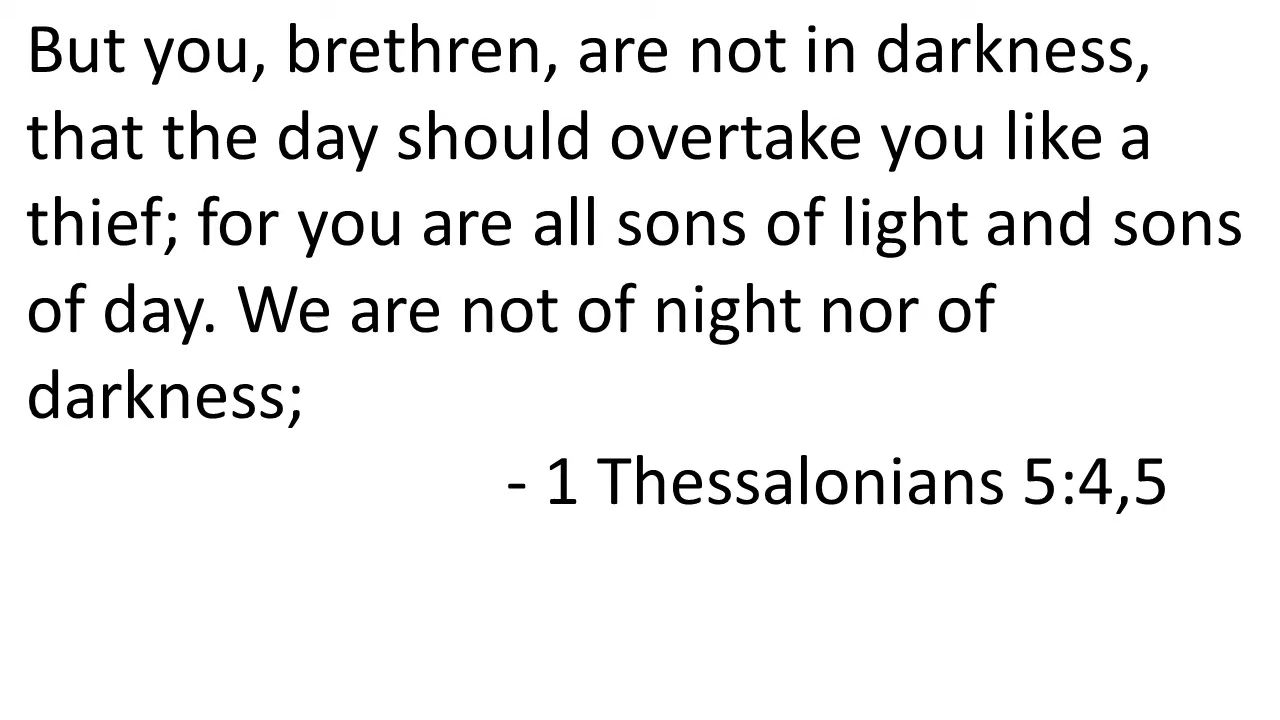 But you, brethren, are not in darkness,
that the day should overtake you like a
thief; for you are all sons of light and sons
of day. We are not of night nor of
darkness;
- 1 Thessalonians 5:4,5